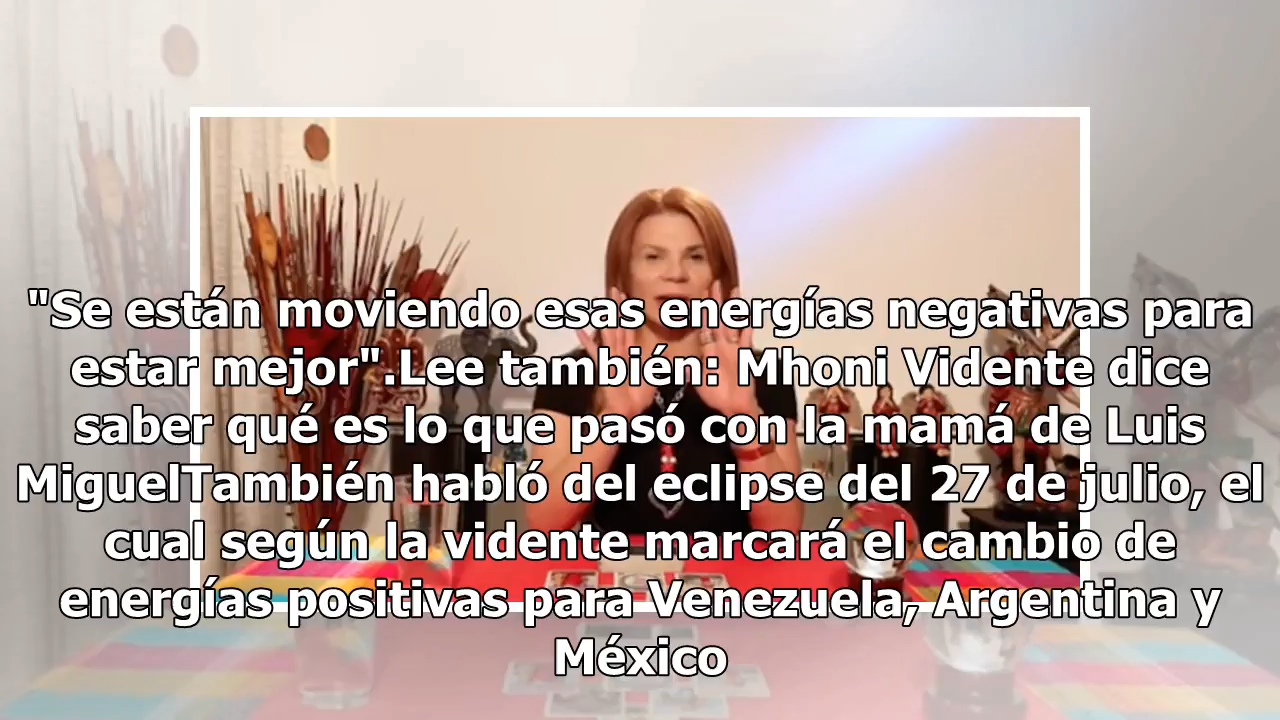 "Se están moviendo esas energías negativas para
estar mejor".Lee también: Mhoni Vidente dice
saber qué es lo que pasó con la mamá de Luis
MiguelTambién habló del eclipse del 27 de julio, el
cual según la vidente marcará el cambio de
energías positivas para Venezuela, Argentina y
México